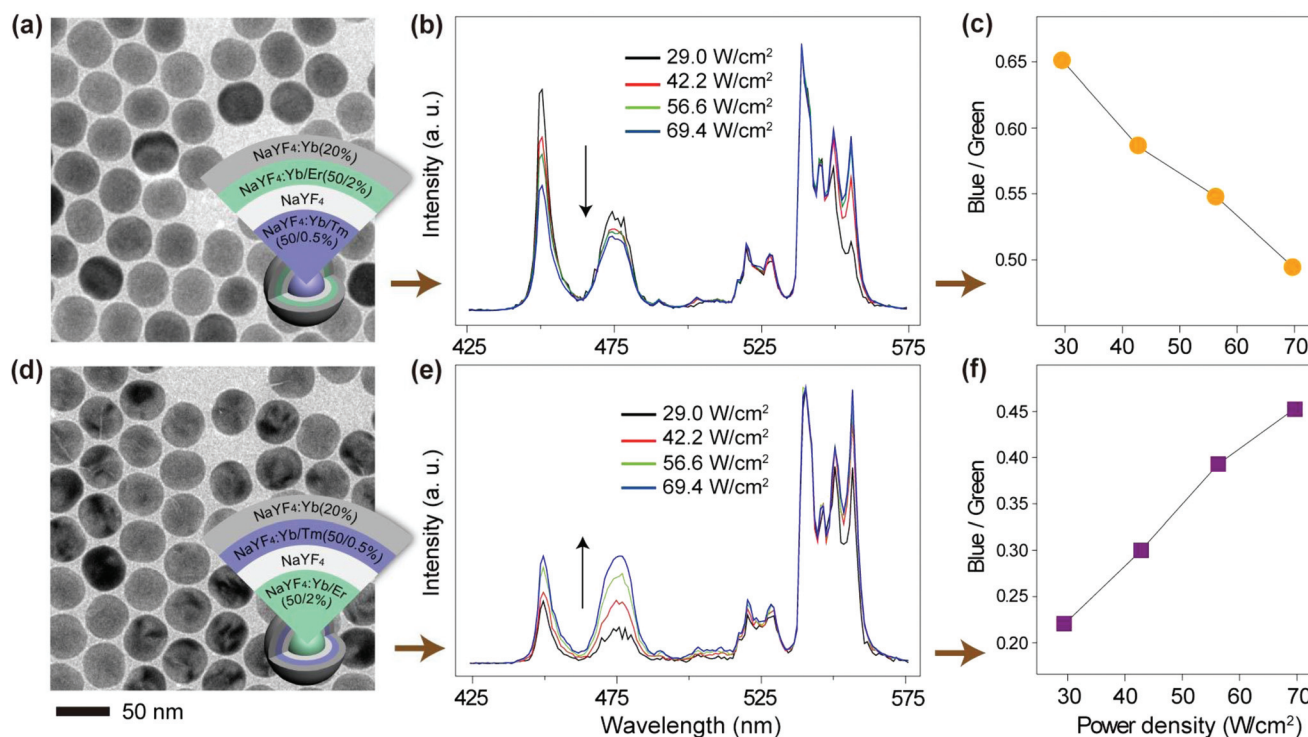 (a)
NaYF₄:Yb(20%)
NaYF₄:Yb/Er(50/2%)
NaYF₄
NaYF₄:Yb/Tm
(50/0.5%)
(b)
Intensity (a. u.)
29.0 W/cm²
42.2 W/cm²
56.6 W/cm²
69.4 W/cm²
425 475 525 575
(c)
Blue / Green
0.65
0.60
0.55
0.50
30 40 50 60 70
(d)
NaYF₄:Yb(20%)
NaYF₄:Yb/Tm(50/0.5%)
NaYF₄
NaYF₄:Yb/Er
(50/2%)
50 nm
(e)
Intensity (a. u.)
29.0 W/cm²
42.2 W/cm²
56.6 W/cm²
69.4 W/cm²
425 475 525 575
Wavelength (nm)
(f)
Blue / Green
0.45
0.40
0.35
0.30
0.25
0.20
30 40 50 60 70
Power density (W/cm²)